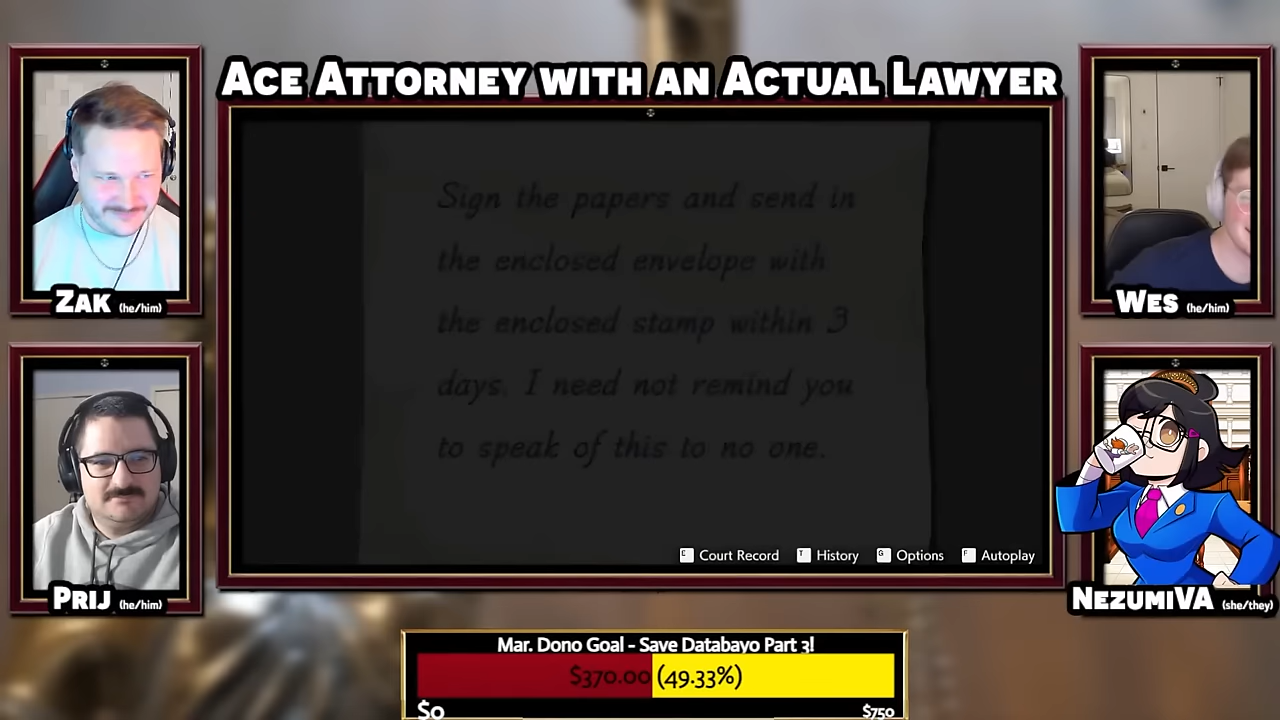 Ace Attorney with an Actual Lawyer
Sign the papers and send in
the enclosed envelope with
the enclosed stamp within 3
days. I need not remind you
to speak of this to no one.
C Court Record T History G Options F Autoplay
Zak (he/him)
Wes (he/him)
Prij (he/him)
NezumiVA (she/they)
Mar. Dono Goal - Save Databayo Part 3!
$370.00 (49.33%)
$0 $750